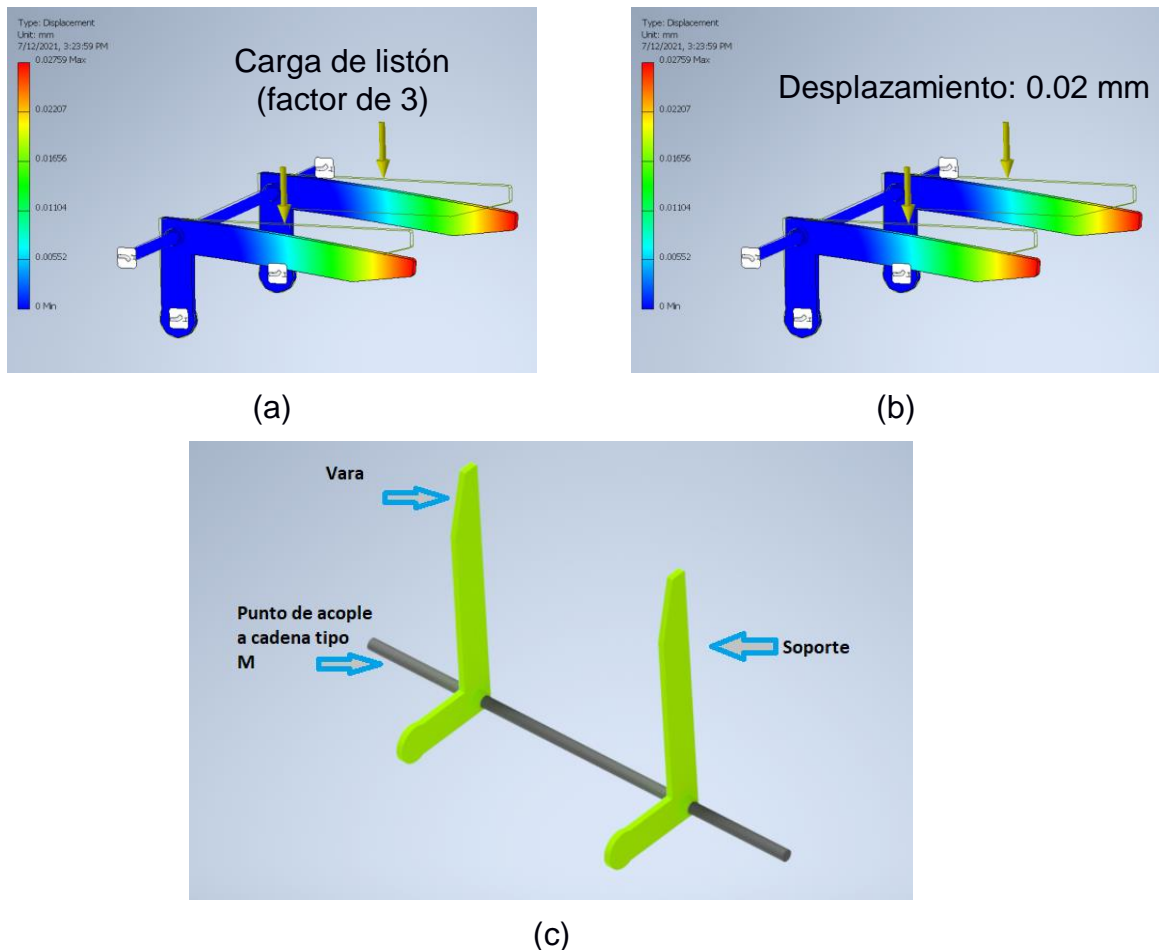 Type: Displacement
Unit: mm
7/12/2021, 3:23:59 PM
0.02759 Max
0.02207
0.01656
0.01104
0.00552
0 Min
Carga de listón
(factor de 3)
(a)
Type: Displacement
Unit: mm
7/12/2021, 3:23:59 PM
0.02759 Max
0.02207
0.01656
0.01104
0.00552
0 Min
Desplazamiento: 0.02 mm
(b)
Vara
Punto de acople
a cadena tipo
M
Soporte
(c)